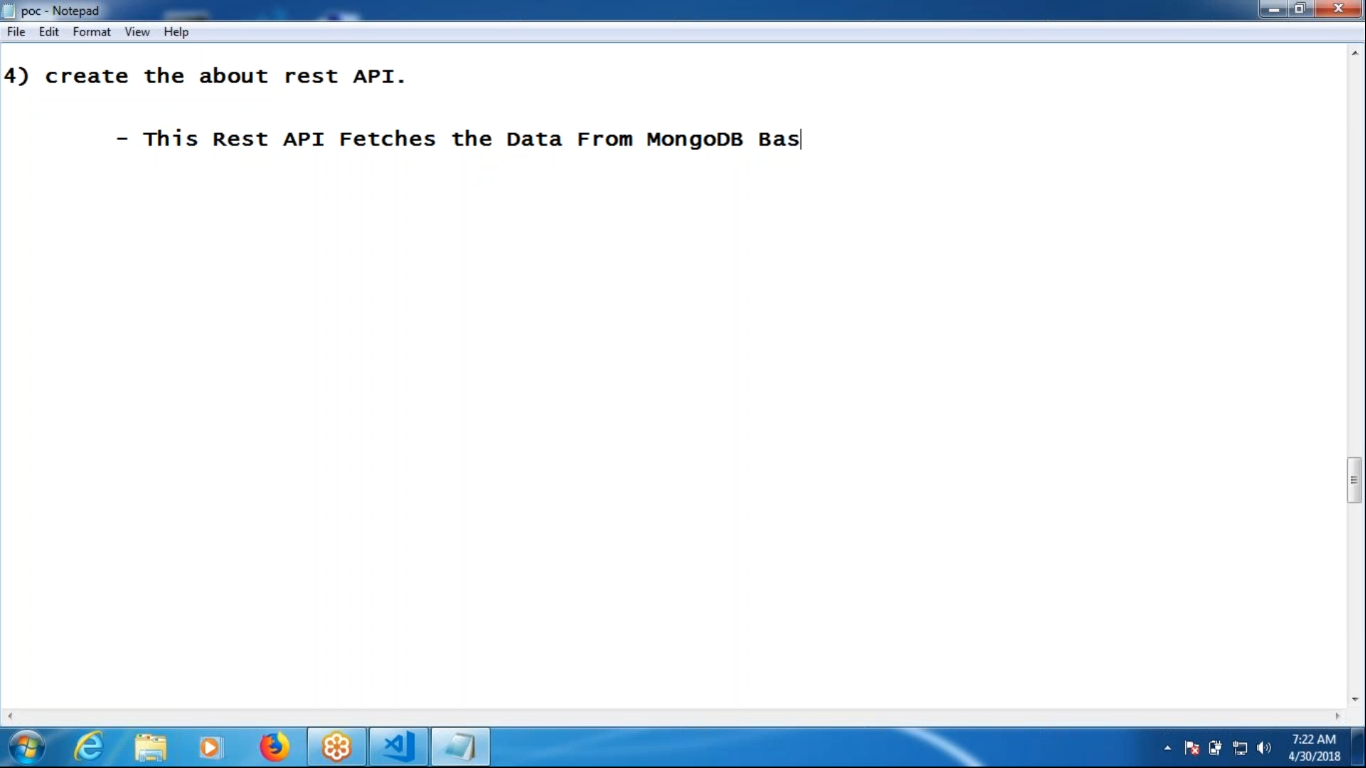 poc - Notepad
File Edit Format View Help
4) create the about rest API.
- This Rest API Fetches the Data From MongoDB Bas
7:22 AM
4/30/2018